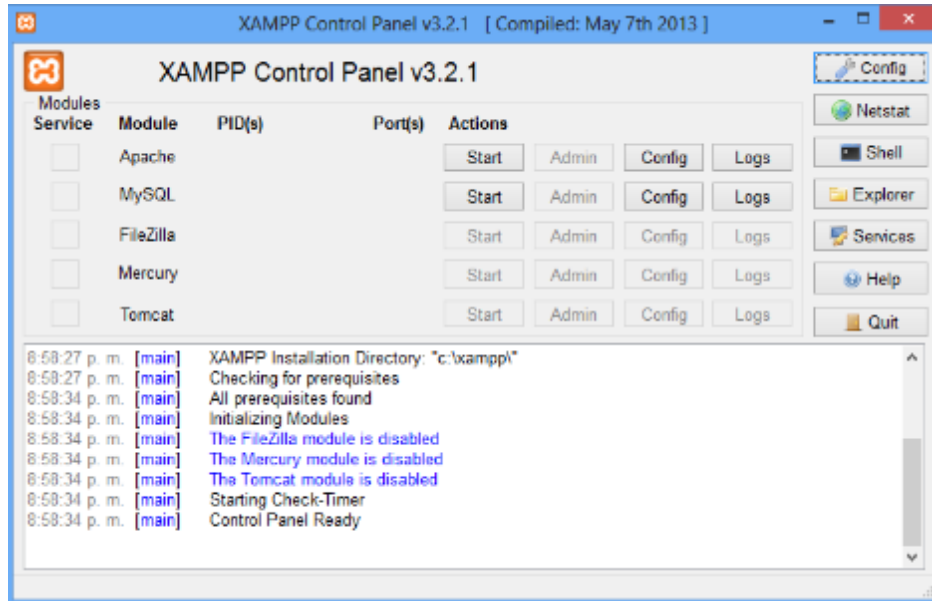 XAMPP Control Panel v3.2.1 [ Compiled: May 7th 2013 ]
XAMPP Control Panel v3.2.1
Config
Modules
Service Module PID(s) Port(s) Actions
Netstat
Apache Start Admin Config Logs
Shell
MySQL Start Admin Config Logs
Explorer
FileZilla Start Admin Config Logs
Services
Mercury Start Admin Config Logs
Help
Tomcat Start Admin Config Logs
Quit
8:58:27 p. m. [main] XAMPP Installation Directory: "c:\xampp\"
8:58:27 p. m. [main] Checking for prerequisites
8:58:34 p. m. [main] All prerequisites found
8:58:34 p. m. [main] Initializing Modules
8:58:34 p. m. [main] The FileZilla module is disabled
8:58:34 p. m. [main] The Mercury module is disabled
8:58:34 p. m. [main] The Tomcat module is disabled
8:58:34 p. m. [main] Starting Check-Timer
8:58:34 p. m. [main] Control Panel Ready